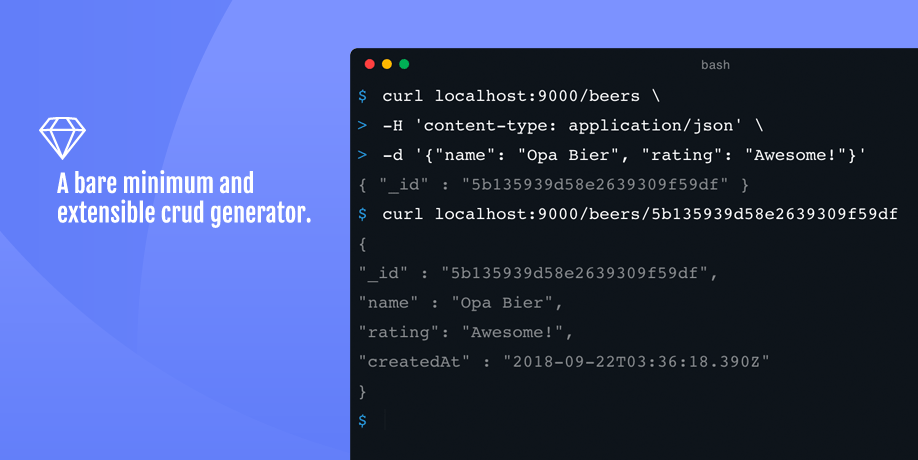 A bare minimum and
extensible crud generator.
bash
$ curl localhost:9000/beers \
> -H 'content-type: application/json' \
> -d '{"name": "Opa Bier", "rating": "Awesome!"}'
{ "_id" : "5b135939d58e2639309f59df" }
$ curl localhost:9000/beers/5b135939d58e2639309f59df
{
"_id" : "5b135939d58e2639309f59df",
"name" : "Opa Bier",
"rating": "Awesome!",
"createdAt" : "2018-09-22T03:36:18.390Z"
}
$